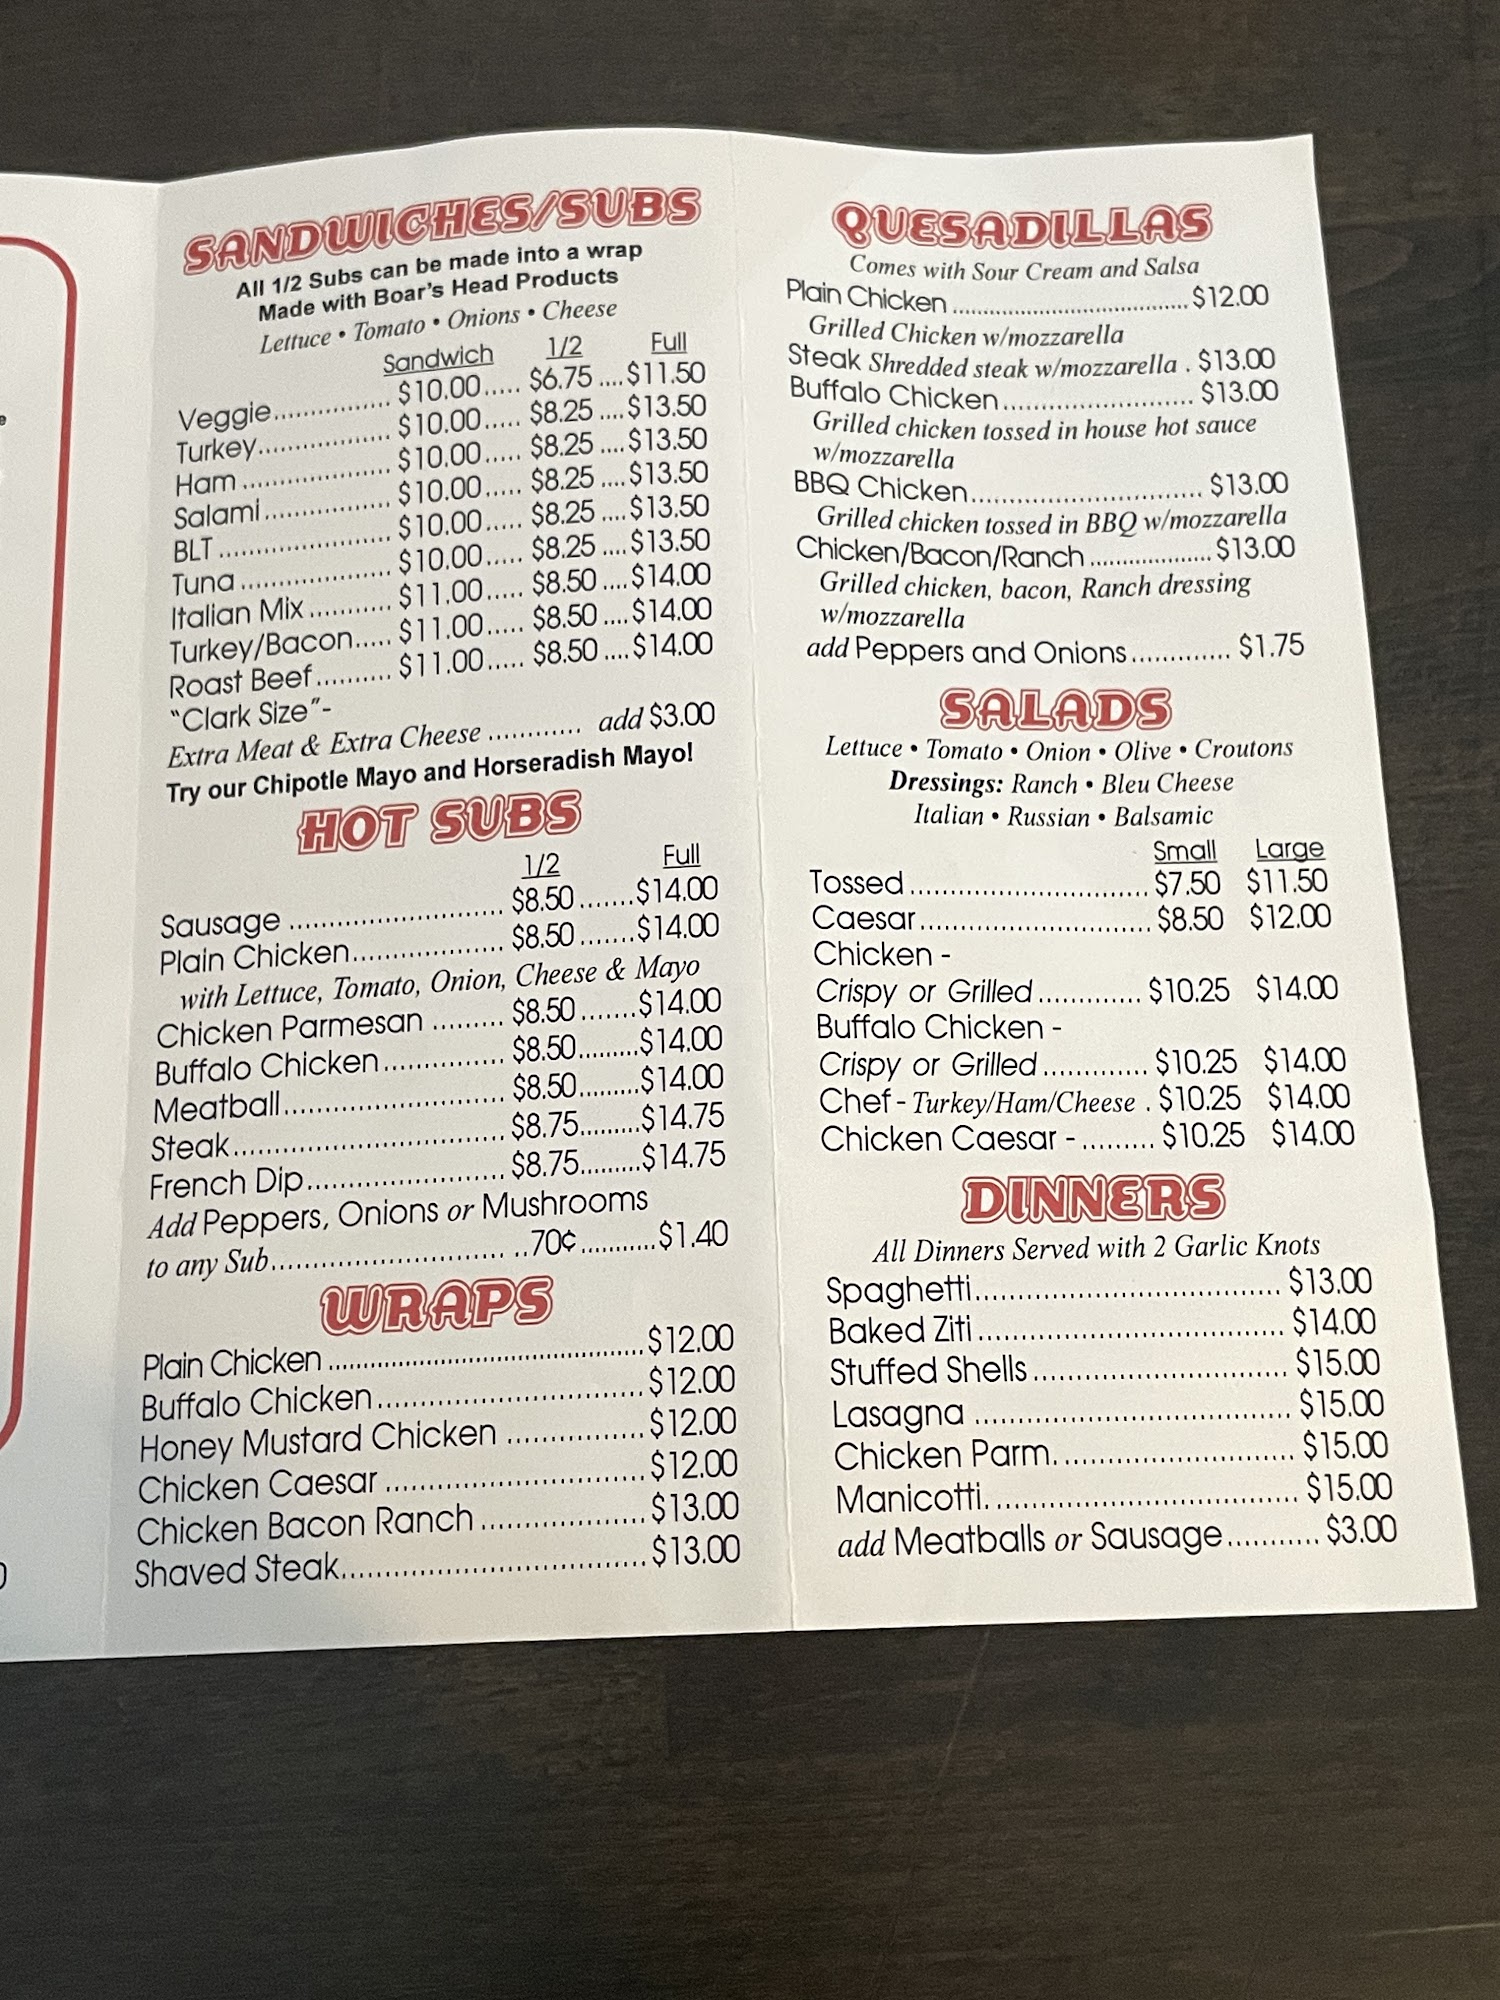 SANDWICHES/SUBS
All 1/2 Subs can be made into a wrap
Made with Boar's Head Products
Lettuce • Tomato • Onions • Cheese
Sandwich 1/2 Full
Veggie................ $10.00..... $6.75 ....$11.50
Turkey.................. $10.00..... $8.25 ....$13.50
Ham .................... $10.00..... $8.25 ....$13.50
Salami................. $10.00..... $8.25 ....$13.50
BLT ....................... $10.00..... $8.25 ....$13.50
Tuna .................... $10.00..... $8.25 ....$13.50
Italian Mix ........... $11.00..... $8.50 ....$14.00
Turkey/Bacon..... $11.00..... $8.50 ....$14.00
Roast Beef.......... $11.00..... $8.50 ....$14.00
"Clark Size"-
Extra Meat & Extra Cheese ............ add $3.00
Try our Chipotle Mayo and Horseradish Mayo!
HOT SUBS
1/2 Full
Sausage ............................ $8.50.......$14.00
Plain Chicken.................... $8.50.......$14.00
with Lettuce, Tomato, Onion, Cheese & Mayo
Chicken Parmesan ......... $8.50.......$14.00
Buffalo Chicken................ $8.50.........$14.00
Meatball............................. $8.50.........$14.00
Steak................................... $8.75.........$14.75
French Dip.......................... $8.75.........$14.75
Add Peppers, Onions or Mushrooms
to any Sub.............................. ..70¢...........$1.40
WRAPS
Plain Chicken ...............................................$12.00
Buffalo Chicken....................................$12.00
Honey Mustard Chicken ..................$12.00
Chicken Caesar ..................................$12.00
Chicken Bacon Ranch ......................$13.00
Shaved Steak.........................................$13.00
QUESADILLAS
Comes with Sour Cream and Salsa
Plain Chicken ....................................$12.00
Grilled Chicken w/mozzarella
Steak Shredded steak w/mozzarella . $13.00
Buffalo Chicken.......................... $13.00
Grilled chicken tossed in house hot sauce
w/mozzarella
BBQ Chicken............................... $13.00
Grilled chicken tossed in BBQ w/mozzarella
Chicken/Bacon/Ranch ...................$13.00
Grilled chicken, bacon, Ranch dressing
w/mozzarella
add Peppers and Onions............. $1.75
SALADS
Lettuce • Tomato • Onion • Olive • Croutons
Dressings: Ranch • Bleu Cheese
Italian • Russian • Balsamic
Small Large
Tossed .............................. $7.50 $11.50
Caesar.............................. $8.50 $12.00
Chicken -
Crispy or Grilled ............. $10.25 $14.00
Buffalo Chicken -
Crispy or Grilled ............. $10.25 $14.00
Chef - Turkey/Ham/Cheese . $10.25 $14.00
Chicken Caesar - ......... $10.25 $14.00
DINNERS
All Dinners Served with 2 Garlic Knots
Spaghetti...................................... $13.00
Baked Ziti ..................................... $14.00
Stuffed Shells ............................... $15.00
Lasagna ....................................... $15.00
Chicken Parm. ............................ $15.00
Manicotti. ..................................... $15.00
add Meatballs or Sausage........... $3.00